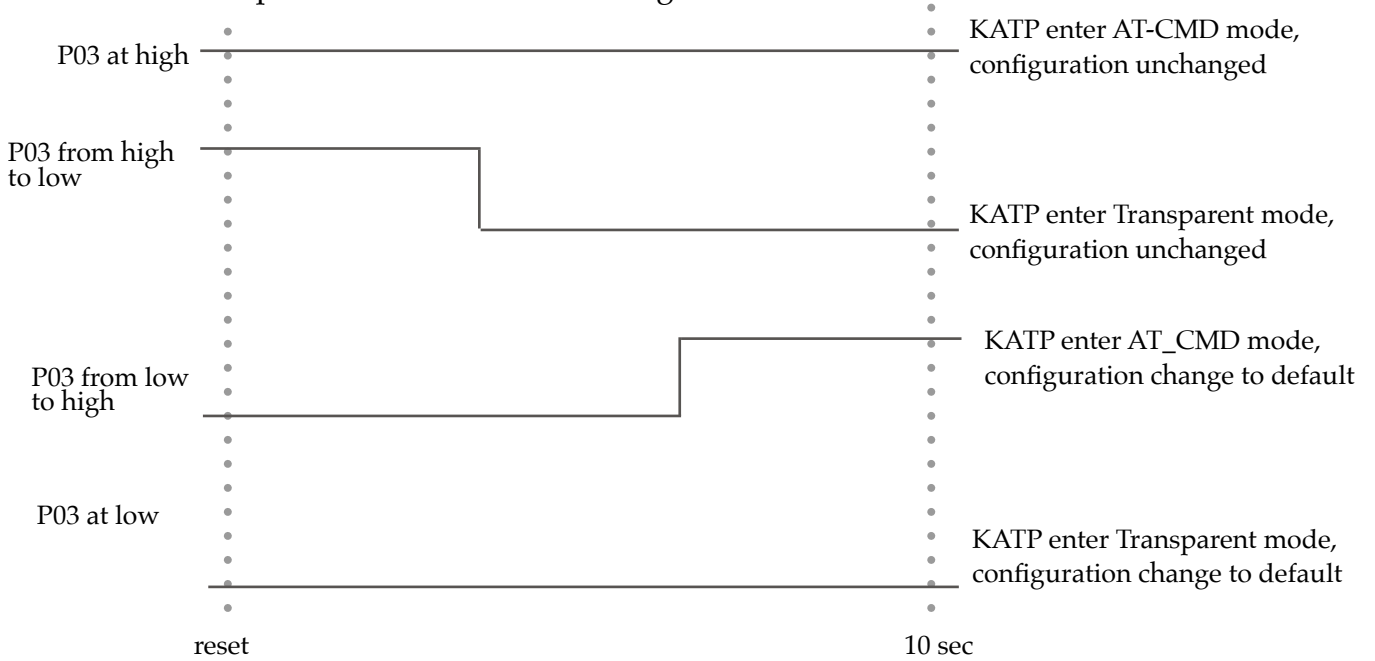 P03 at high
KATP enter AT-CMD mode,
configuration unchanged
P03 from high
to low
KATP enter Transparent mode,
configuration unchanged
P03 from low
to high
KATP enter AT_CMD mode,
configuration change to default
P03 at low
KATP enter Transparent mode,
configuration change to default
reset
10 sec